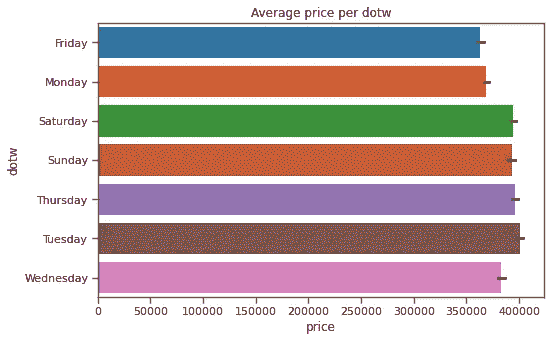 Average price per dotw
dotw
Friday
Monday
Saturday
Sunday
Thursday
Tuesday
Wednesday
0 50000 100000 150000 200000 250000 300000 350000 400000
price